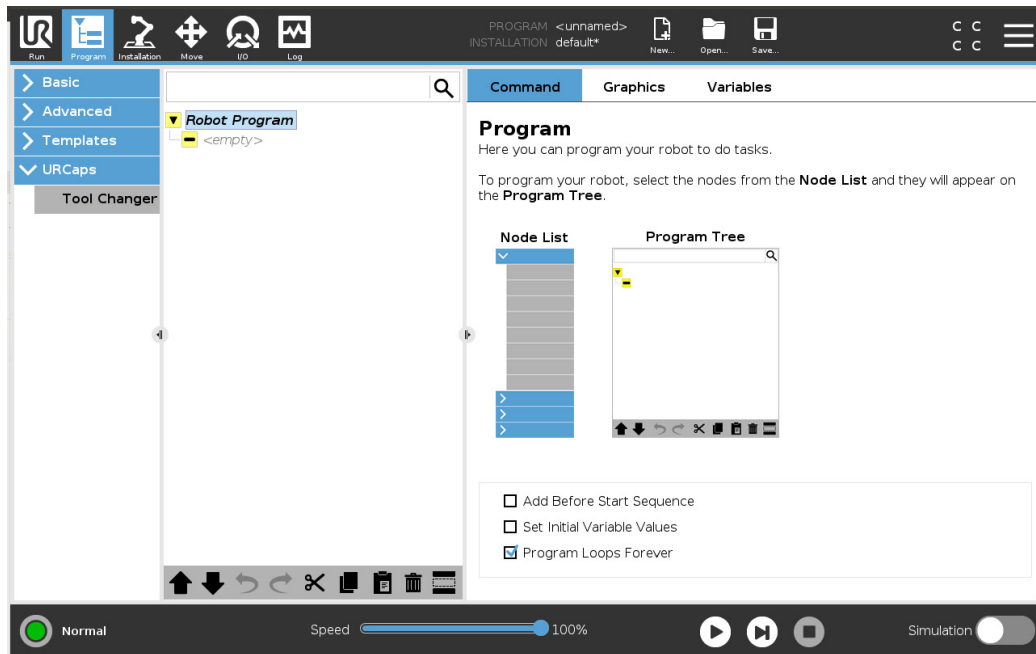 PROGRAM <unnamed>
INSTALLATION default*
C C
C C
UR
Run
Program
Installation
Move
I/O
Log
New...
Open...
Save...
Basic
Advanced
Templates
URCaps
Tool Changer
Robot Program
<empty>
Command Graphics Variables
Program
Here you can program your robot to do tasks.
To program your robot, select the nodes from the Node List and they will appear on
the Program Tree.
Node List
Program Tree
Add Before Start Sequence
Set Initial Variable Values
Program Loops Forever
Normal
Speed
100%
Simulation